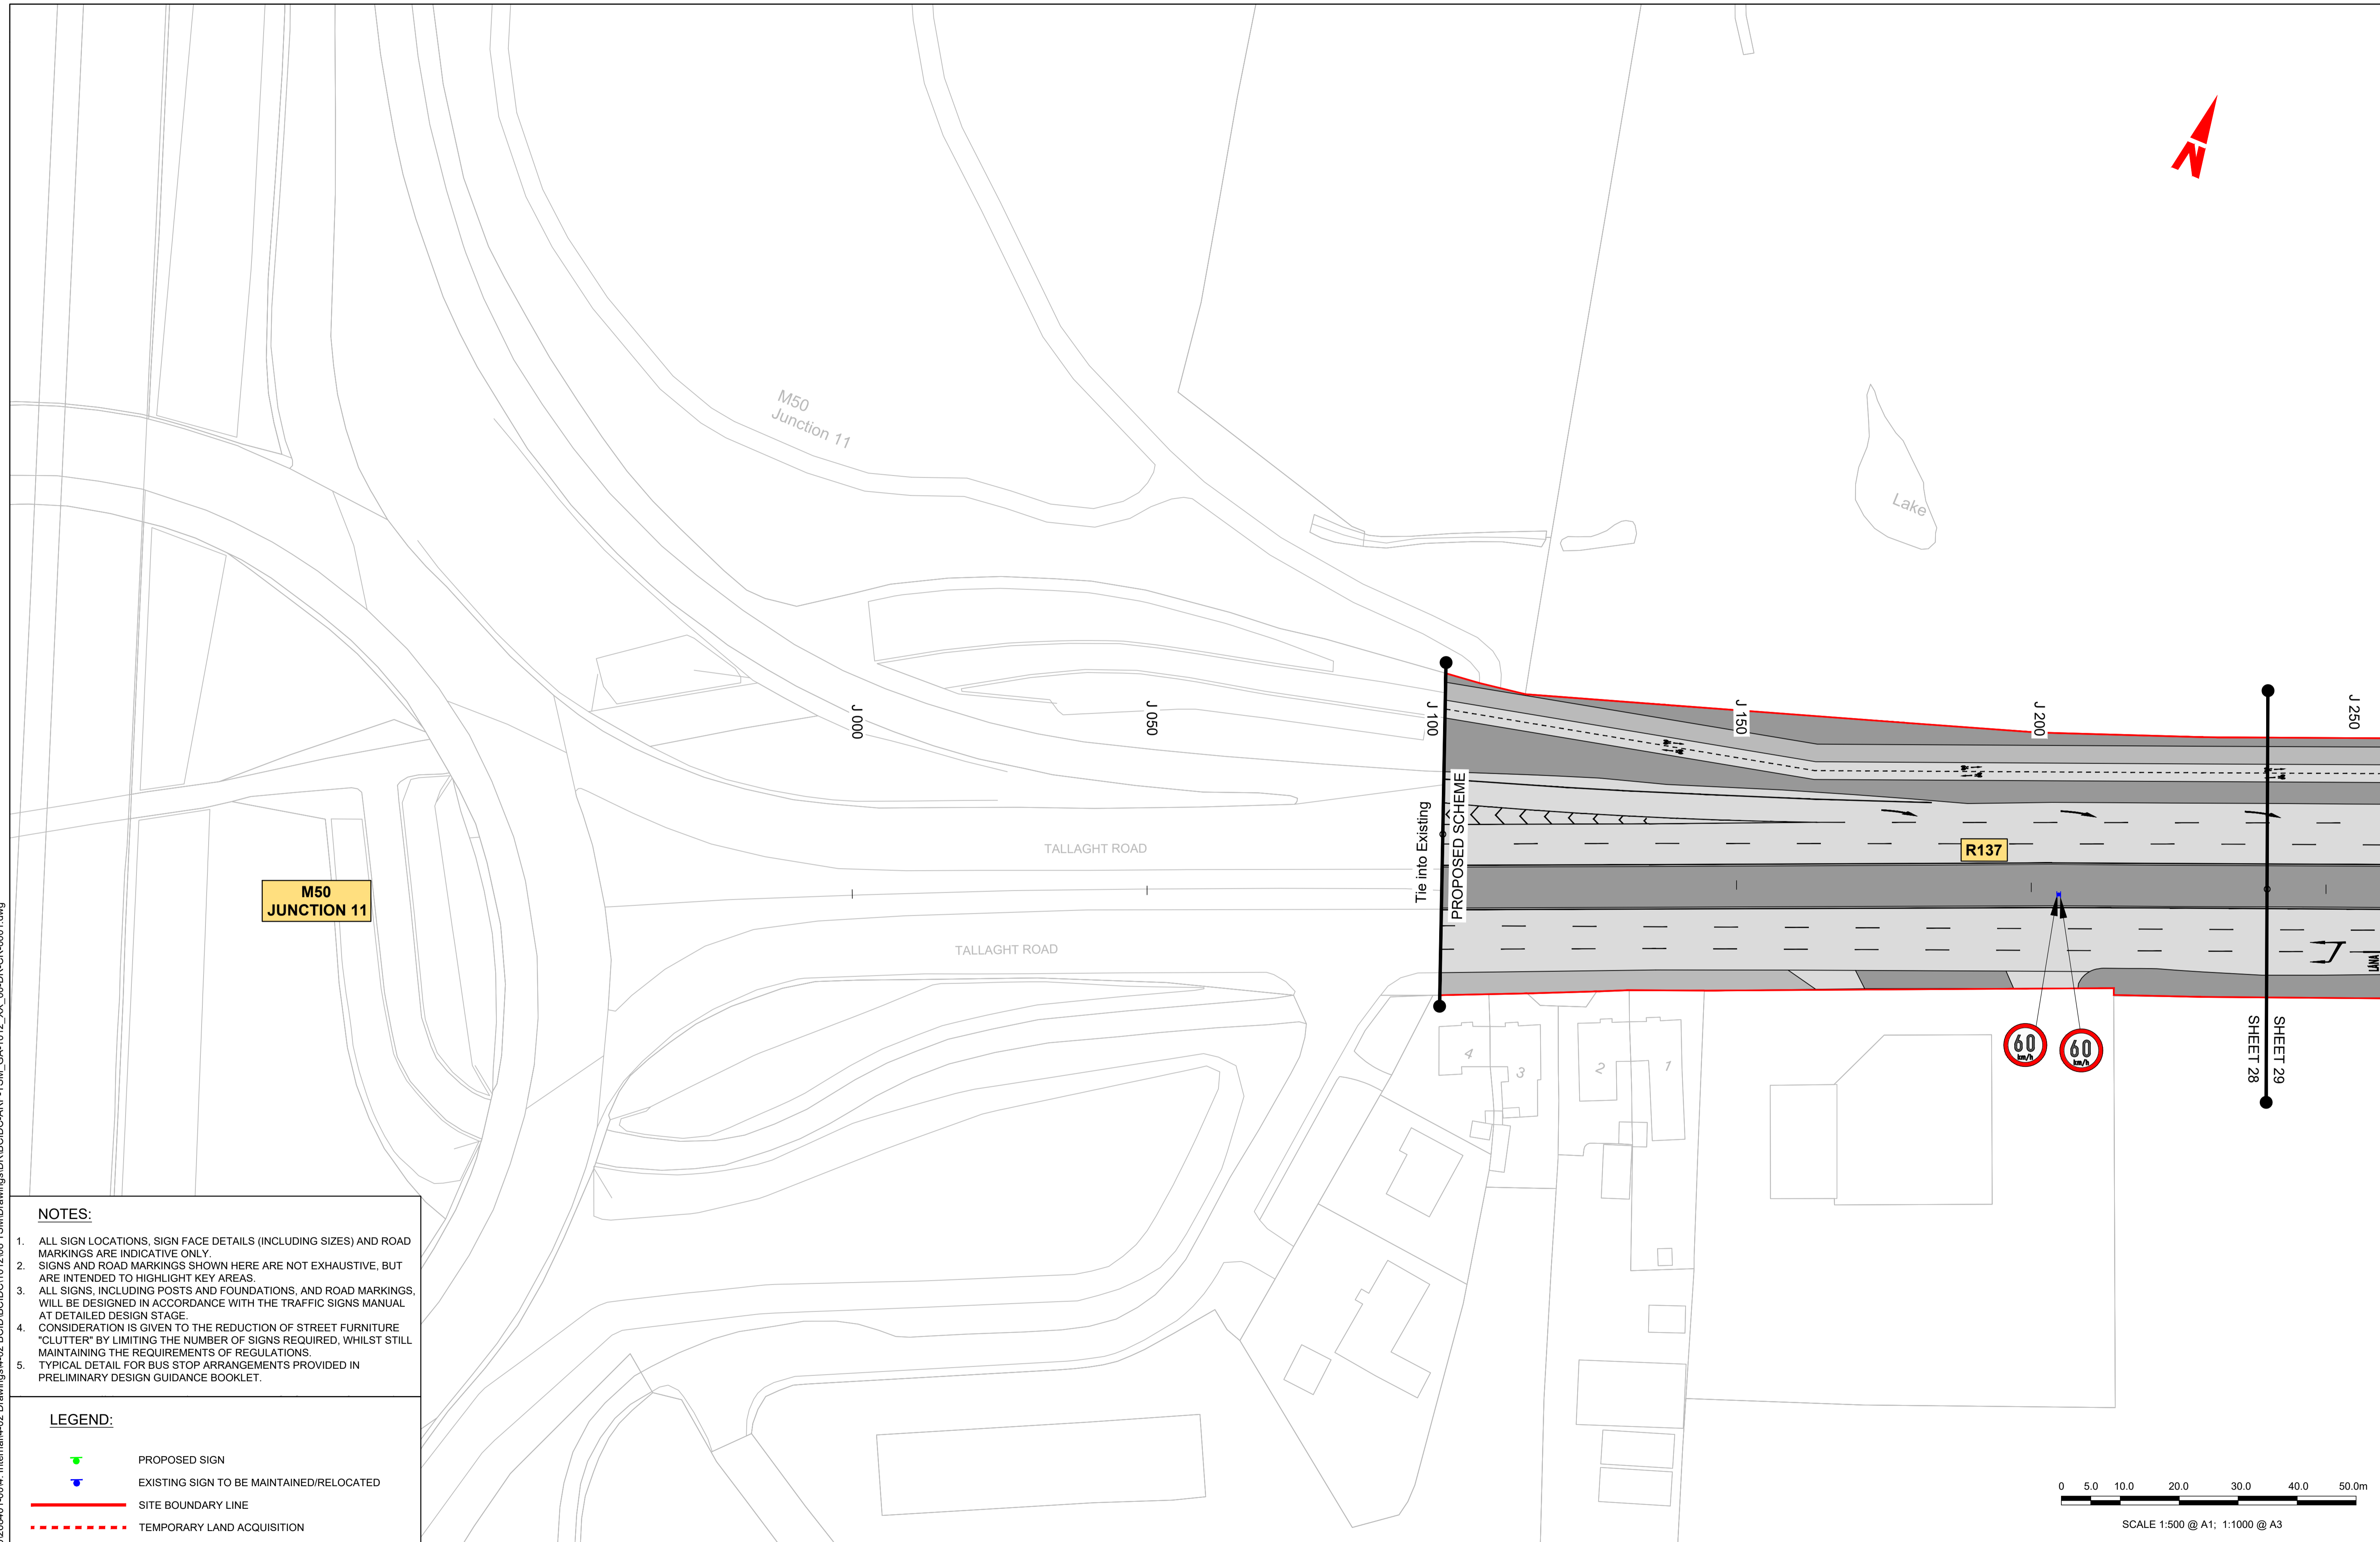 M50
Junction 11
Lake
J 000
J 050
J 100
J 150
J 200
J 250
TALLAGHT ROAD
TALLAGHT ROAD
Tie into Existing
PROPOSED SCHEME
R137
M50
JUNCTION 11
LANA
60
km/h
60
km/h
SHEET 28
SHEET 29
4
3
2
1
N
NOTES:
1. ALL SIGN LOCATIONS, SIGN FACE DETAILS (INCLUDING SIZES) AND ROAD
MARKINGS ARE INDICATIVE ONLY.
2. SIGNS AND ROAD MARKINGS SHOWN HERE ARE NOT EXHAUSTIVE, BUT
ARE INTENDED TO HIGHLIGHT KEY AREAS.
3. ALL SIGNS, INCLUDING POSTS AND FOUNDATIONS, AND ROAD MARKINGS,
WILL BE DESIGNED IN ACCORDANCE WITH THE TRAFFIC SIGNS MANUAL
AT DETAILED DESIGN STAGE.
4. CONSIDERATION IS GIVEN TO THE REDUCTION OF STREET FURNITURE
"CLUTTER" BY LIMITING THE NUMBER OF SIGNS REQUIRED, WHILST STILL
MAINTAINING THE REQUIREMENTS OF REGULATIONS.
5. TYPICAL DETAIL FOR BUS STOP ARRANGEMENTS PROVIDED IN
PRELIMINARY DESIGN GUIDANCE BOOKLET.
LEGEND:
PROPOSED SIGN
EXISTING SIGN TO BE MAINTAINED/RELOCATED
SITE BOUNDARY LINE
TEMPORARY LAND ACQUISITION
0 5.0 10.0 20.0 30.0 40.0 50.0m
SCALE 1:500 @ A1; 1:1000 @ A3